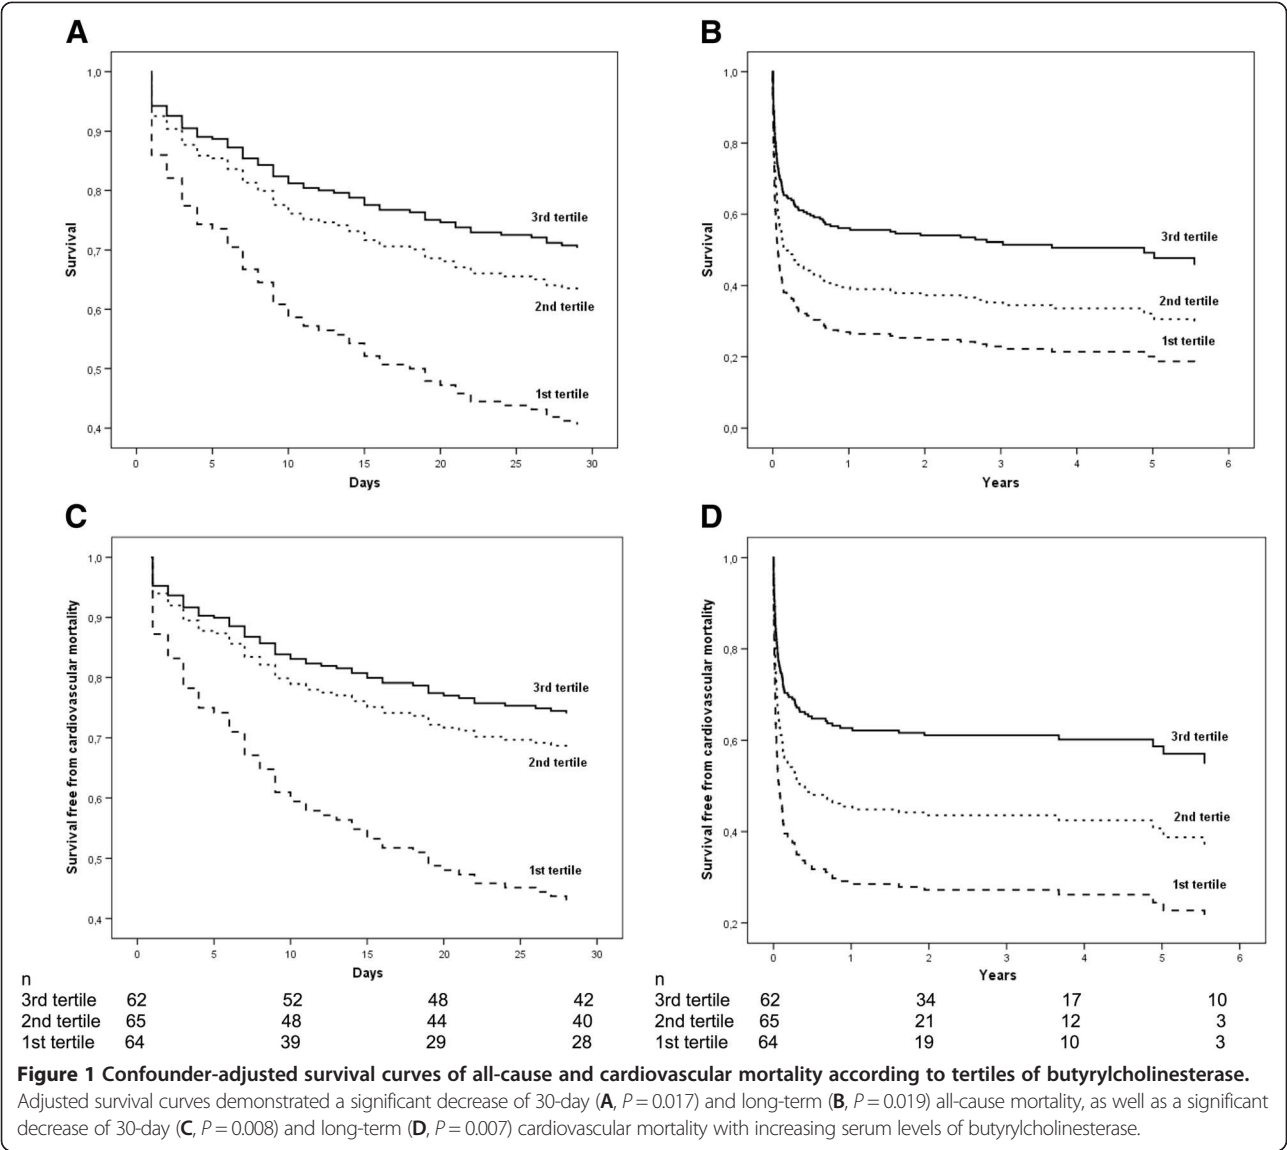 A
1,0
0,9
0,8
0,7
0,6
0,5
0,4
Survival
3rd tertile
2nd tertile
1st tertile
0 5 10 15 20 25 30
Days
B
1,0
0,8
0,6
0,4
0,2
0,0
Survival
3rd tertile
2nd tertile
1st tertile
0 1 2 3 4 5 6
Years
C
1,0
0,9
0,8
0,7
0,6
0,5
0,4
Survival free from cardiovascular mortality
3rd tertile
2nd tertile
1st tertile
0 5 10 15 20 25 30
Days
n
3rd tertile 62 52 48 42
2nd tertile 65 48 44 40
1st tertile 64 39 29 28
D
1,0
0,8
0,6
0,4
0,2
Survival free from cardiovascular mortality
3rd tertile
2nd tertie
1st tertile
0 1 2 3 4 5 6
Years
n
3rd tertile 62 34 17 10
2nd tertile 65 21 12 3
1st tertile 64 19 10 3
Figure 1 Confounder-adjusted survival curves of all-cause and cardiovascular mortality according to tertiles of butyrylcholinesterase.
Adjusted survival curves demonstrated a significant decrease of 30-day (A, P = 0.017) and long-term (B, P = 0.019) all-cause mortality, as well as a significant
decrease of 30-day (C, P = 0.008) and long-term (D, P = 0.007) cardiovascular mortality with increasing serum levels of butyrylcholinesterase.